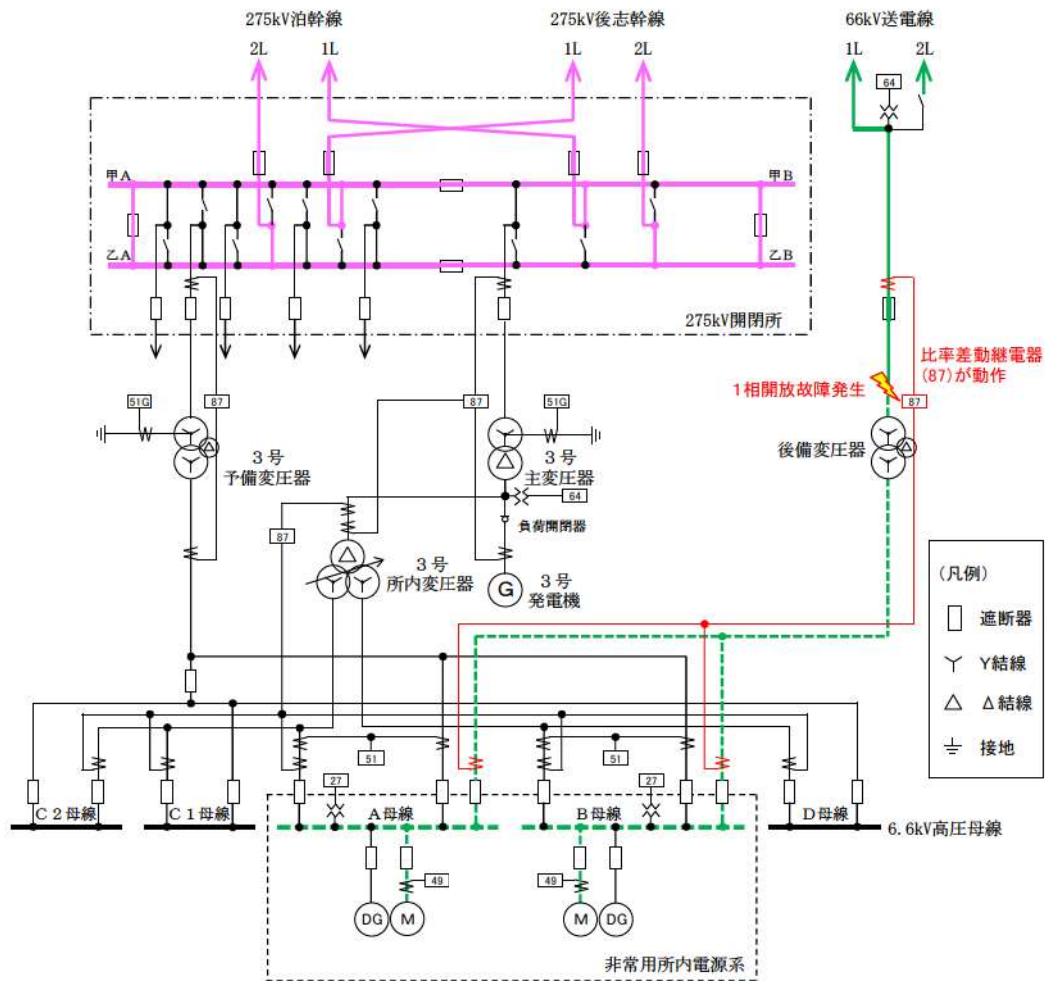 275kV泊幹線
275kV後志幹線
66kV送電線
2L
1L
1L
2L
1L
2L
64
甲A
甲B
乙A
乙B
275kV開閉所
比率差動継電器
(87)が動作
1相開放故障発生
51G
87
87
51G
87
3号
予備変圧器
3号
主変圧器
後備変圧器
64
負荷開閉器
87
3号
所内変圧器
G
3号
発電機
(凡例)
遮断器
Y結線
Δ結線
接地
51
51
27
27
C2母線
C1母線
A母線
B母線
D母線
6.6kV高圧母線
49
49
DG
M
M
DG
非常用所内電源系